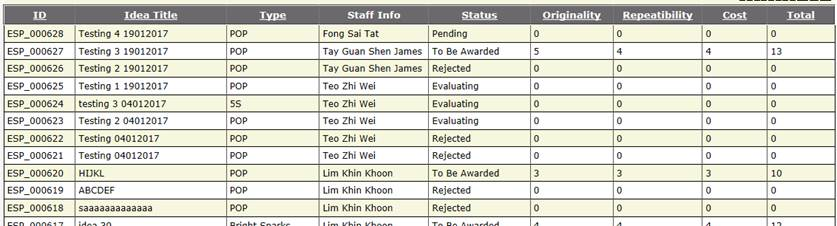 ID Idea Title Type Staff Info Status Originality Repeatibility Cost Total
ESP_000628 Testing 4 19012017 POP Fong Sai Tat Pending 0 0 0 0
ESP_000627 Testing 3 19012017 POP Tay Guan Shen James To Be Awarded 5 4 4 13
ESP_000626 Testing 2 19012017 POP Tay Guan Shen James Rejected 0 0 0 0
ESP_000625 Testing 1 19012017 POP Teo Zhi Wei Evaluating 0 0 0 0
ESP_000624 testing 3 04012017 5S Teo Zhi Wei Evaluating 0 0 0 0
ESP_000623 Testing 2 04012017 POP Teo Zhi Wei Evaluating 0 0 0 0
ESP_000622 Testing 04012017 POP Teo Zhi Wei Rejected 0 0 0 0
ESP_000621 Testing 04012017 POP Teo Zhi Wei Rejected 0 0 0 0
ESP_000620 HIJKL POP Lim Khin Khoon To Be Awarded 3 3 3 10
ESP_000619 ABCDEF POP Lim Khin Khoon Rejected 0 0 0 0
ESP_000618 saaaaaaaaaaaaa POP Lim Khin Khoon Rejected 0 0 0 0
ESP_000617 idea Bright Sparks Lim Khin Khoon To Be Awarded 4 4 4 12